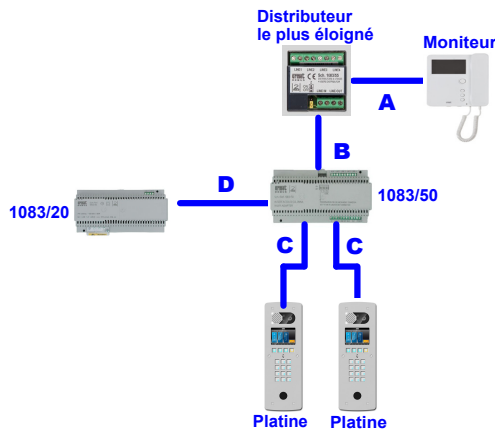 Distributeur
le plus éloigné
Moniteur
A
B
D
1083/20
1083/50
C
C
Platine
Platine